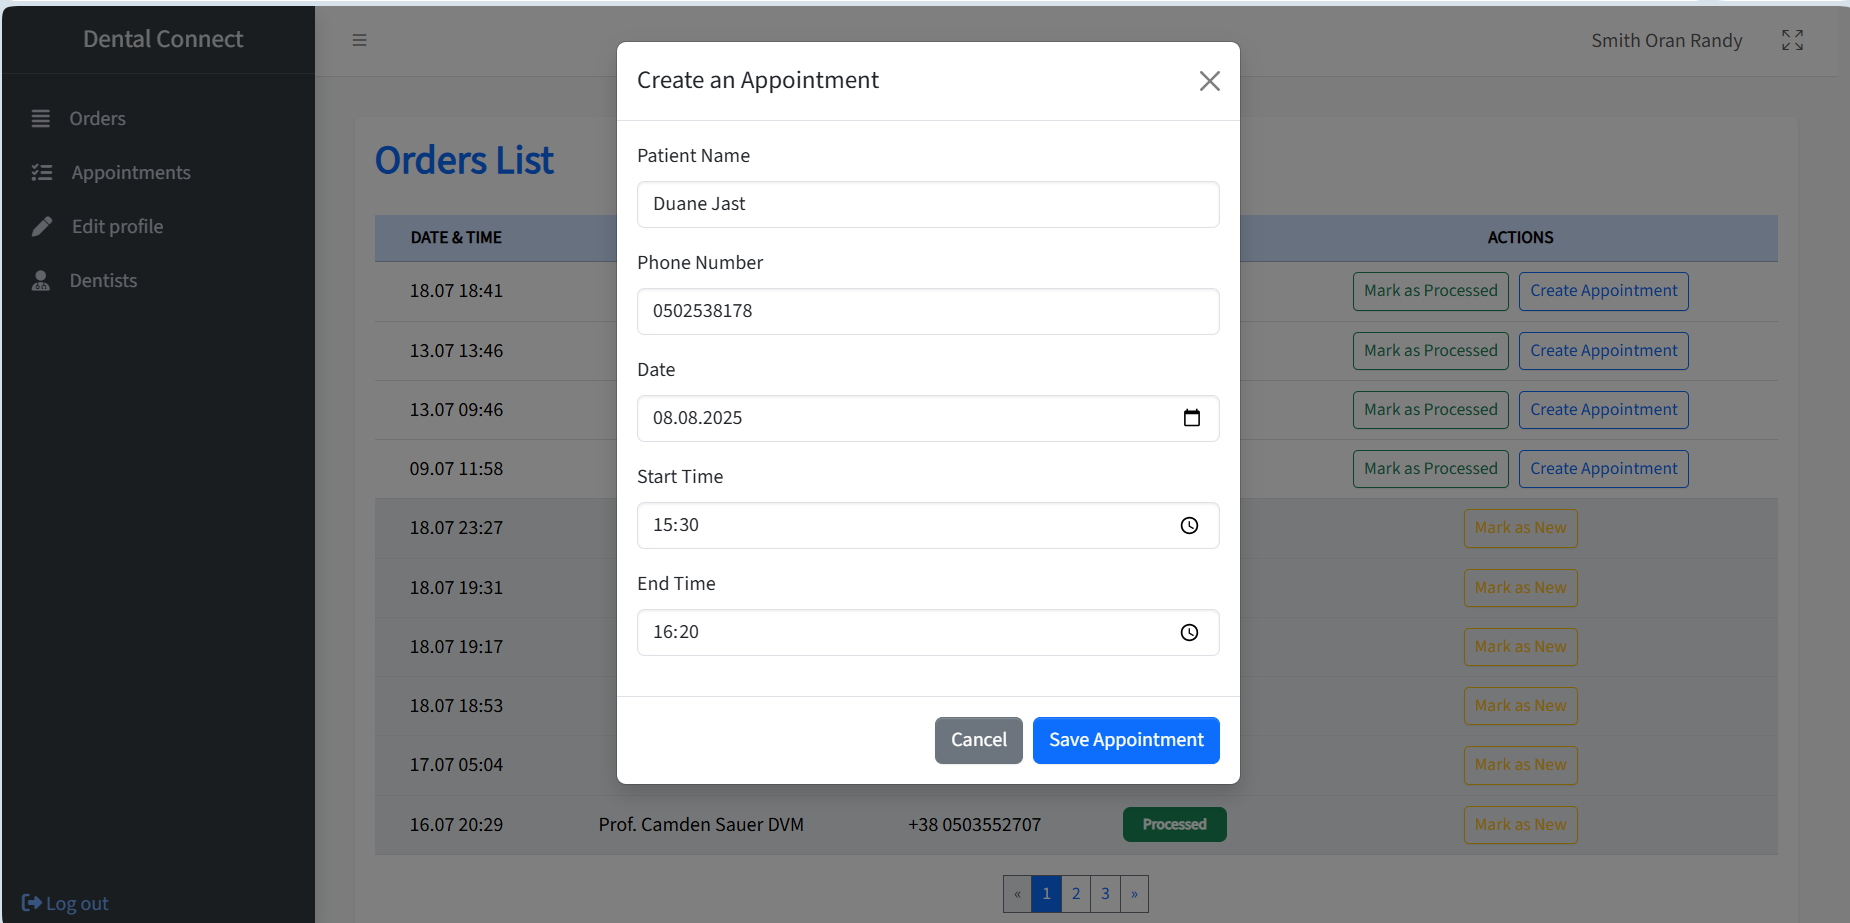 Dental Connect
Smith Oran Randy
Orders
Appointments
Edit profile
Dentists
Log out
Orders List
DATE & TIME ACTIONS
18.07 18:41 Mark as Processed Create Appointment
13.07 13:46 Mark as Processed Create Appointment
13.07 09:46 Mark as Processed Create Appointment
09.07 11:58 Mark as Processed Create Appointment
18.07 23:27 Mark as New
18.07 19:31 Mark as New
18.07 19:17 Mark as New
18.07 18:53 Mark as New
17.07 05:04 Mark as New
16.07 20:29 Prof. Camden Sauer DVM +38 0503552707 Processed Mark as New
« 1 2 3 »
Create an Appointment
Patient Name
Duane Jast
Phone Number
0502538178
Date
08.08.2025
Start Time
15:30
End Time
16:20
Cancel Save Appointment